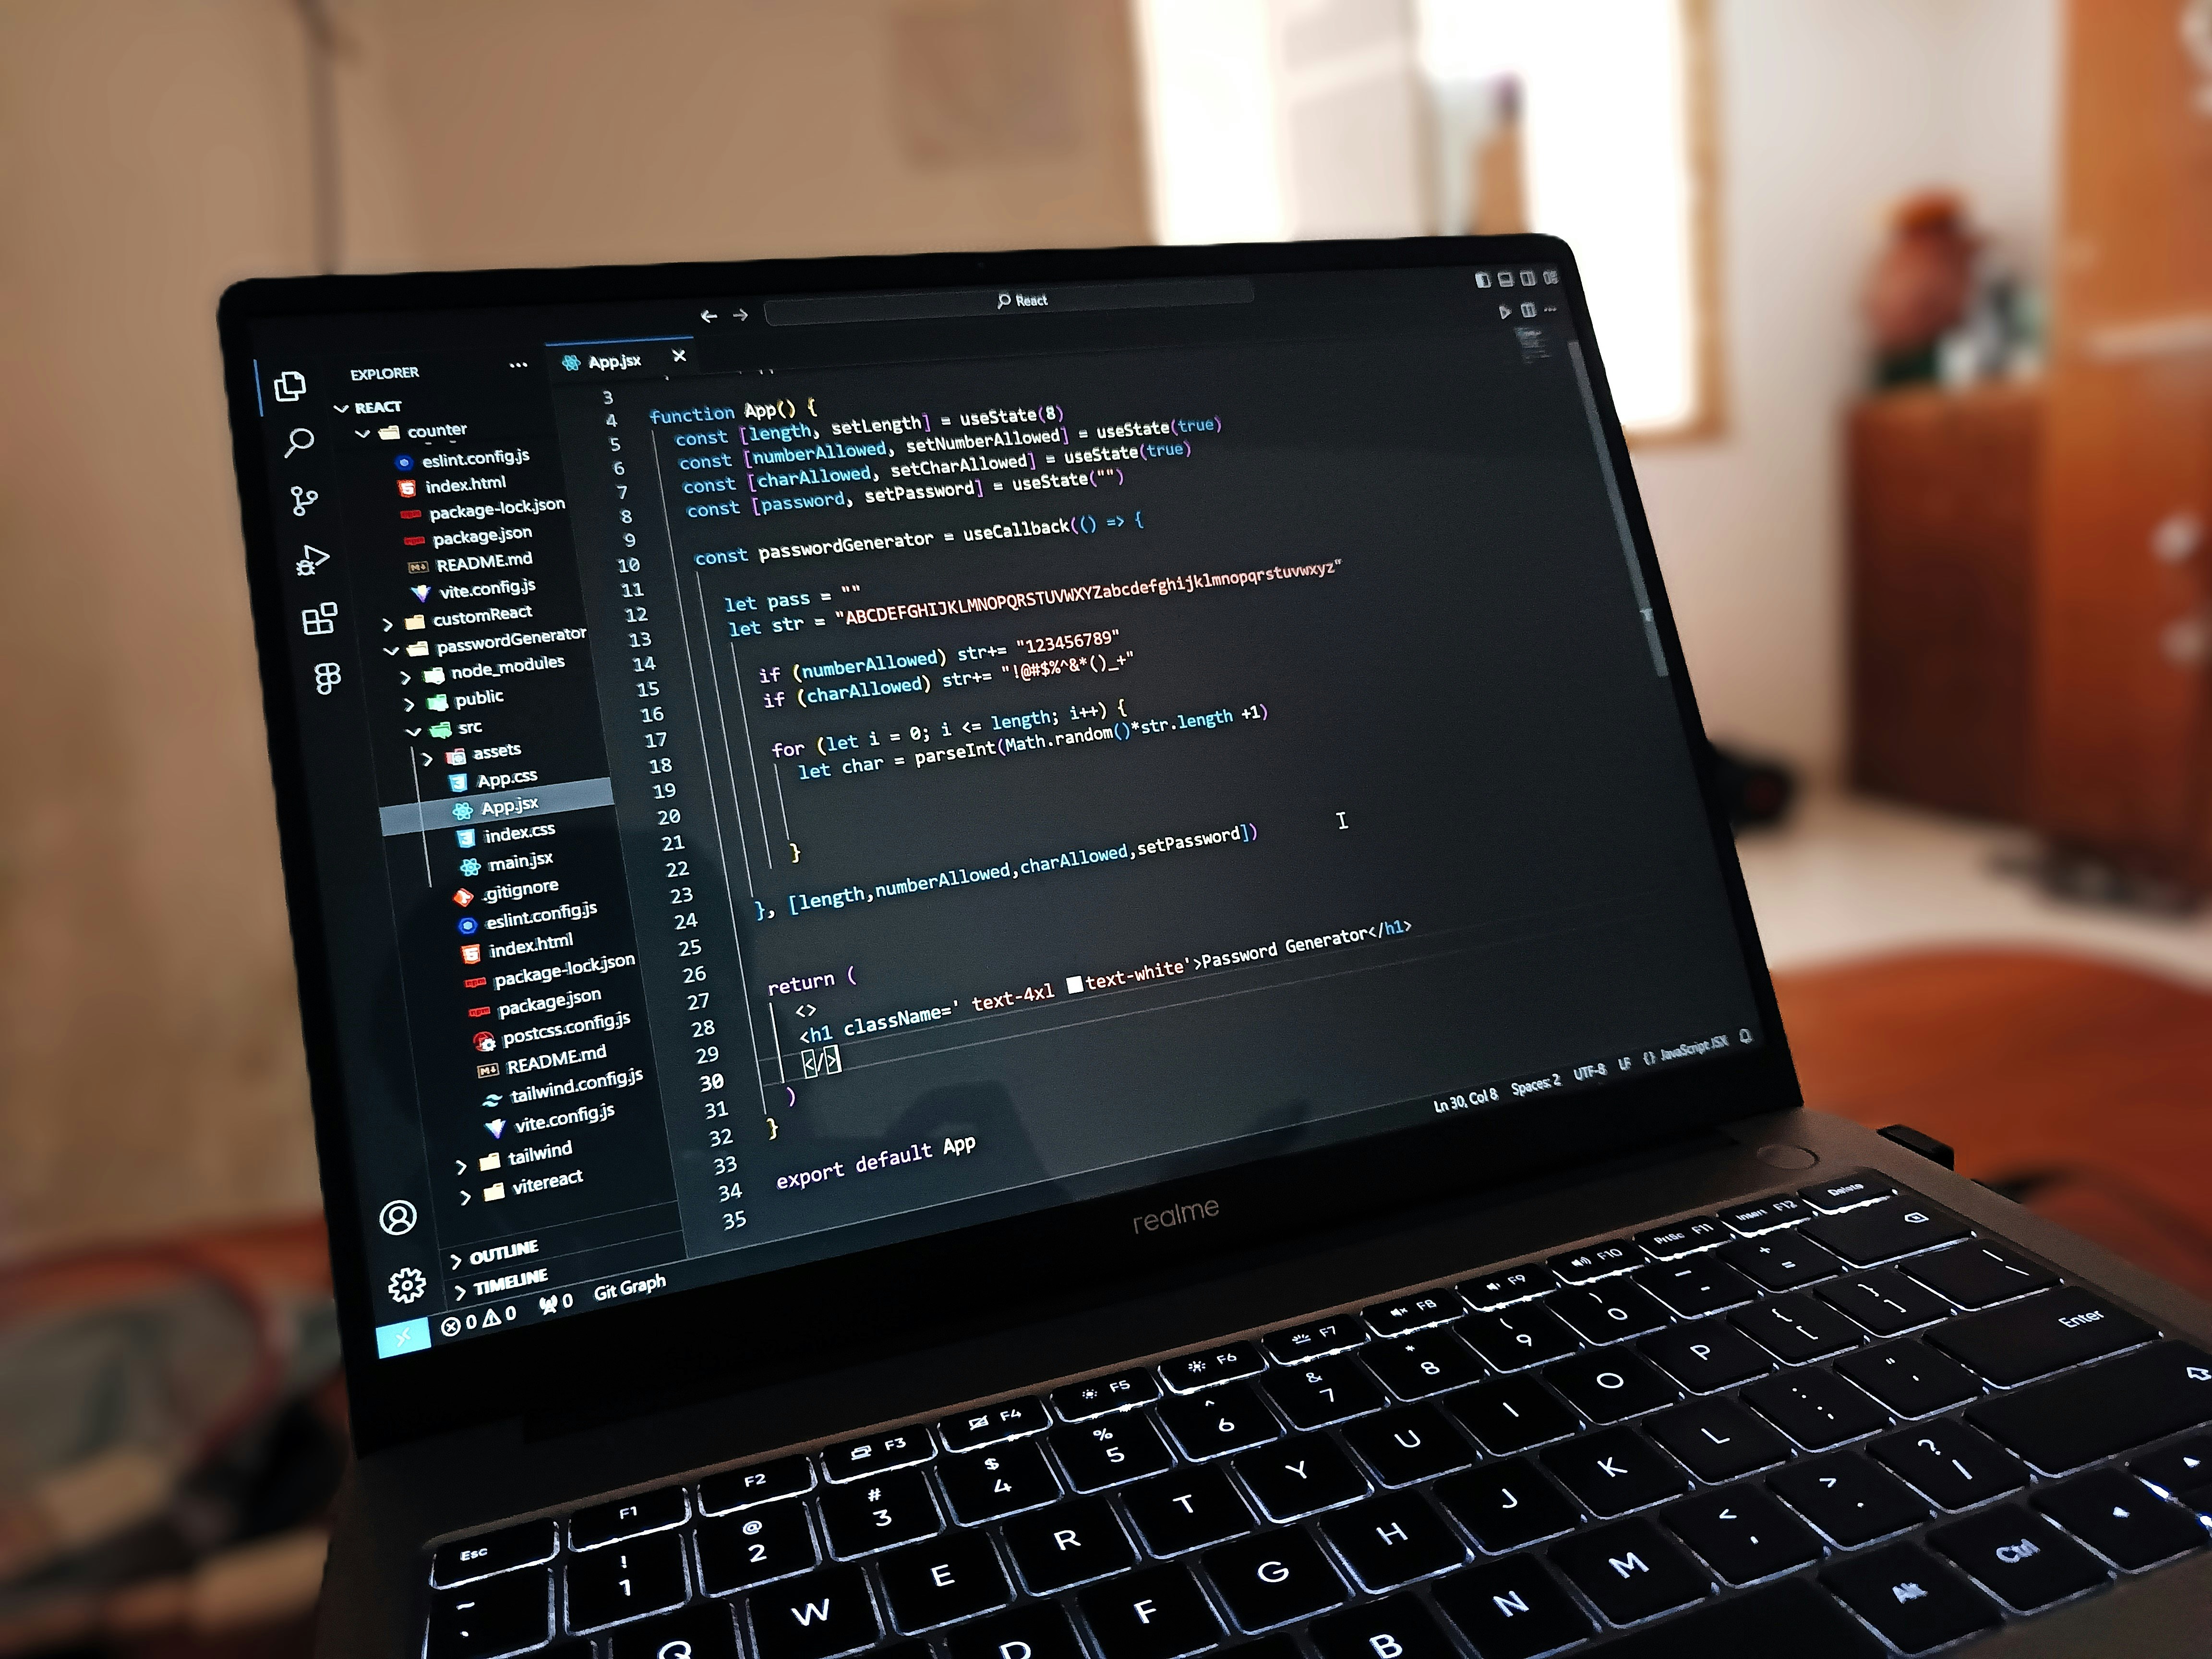 React
EXPLORER
REACT
counter
eslint.config.js
index.html
package-lock.json
package.json
README.md
vite.config.js
customReact
passwordGenerator
node_modules
public
src
assets
App.css
App.jsx
index.css
main.jsx
.gitignore
eslint.config.js
index.html
package-lock.json
package.json
postcss.config.js
README.md
tailwind.config.js
vite.config.js
tailwind
vitereact
OUTLINE
TIMELINE
App.jsx
3
4 function App() {
5 const [length, setLength] = useState(8)
6 const [numberAllowed, setNumberAllowed] = useState(true)
7 const [charAllowed, setCharAllowed] = useState(true)
8 const [password, setPassword] = useState("")
9
10 const passwordGenerator = useCallback(() => {
11
12 let pass = ""
13 let str = "ABCDEFGHIJKLMNOPQRSTUVWXYZabcdefghijklmnopqrstuvwxyz"
14
15 if (numberAllowed) str+= "123456789"
16 if (charAllowed) str+= "!@#$%^&*()_+"
17
18 for (let i = 0; i <= length; i++) {
19 let char = parseInt(Math.random()*str.length +1)
20
21
22 }
23
24 }, [length,numberAllowed,charAllowed,setPassword])
25
26
27 return (
28 <>
29 <h1 className=' text-4xl text-white'>Password Generator</h1>
30 </>
31 )
32 }
33
34 export default App
35
0 0 0 Git Graph
Ln 30, Col 8 Spaces: 2 UTF-8 LF {} JavaScript JSX
realme
Esc F1 F2 F3 F4 F5 F6 F7 F8 F9 F10 PrtSc F11 Insert F12 Delete
~ ` ! 1 @ 2 # 3 $ 4 % 5 ^ 6 & 7 * 8 ( 9 ) 0 _ - + =
Q W E R T Y U I O P { [ } ] \
D F G H J K L : ; " ' Enter
B N M < , > . ? /
Alt Ctrl